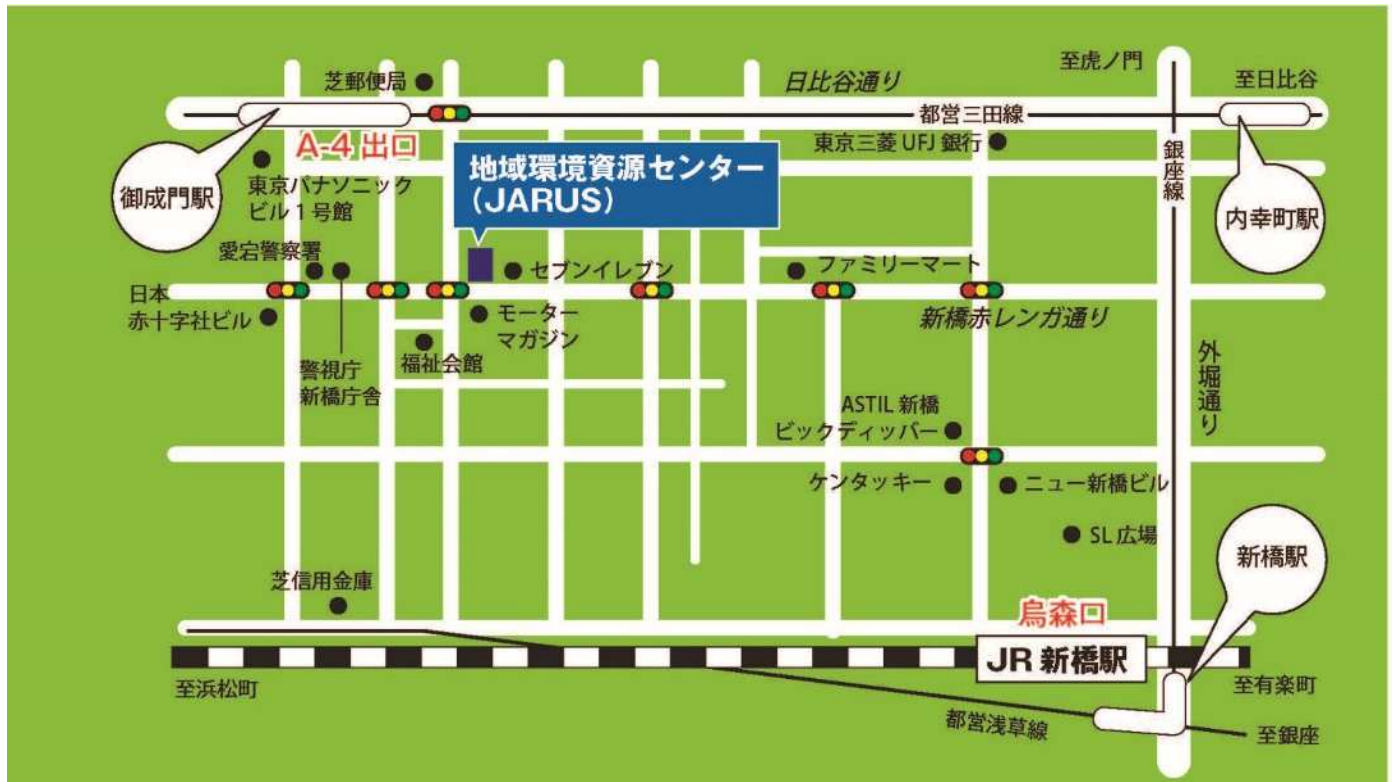 至虎ノ門
芝郵便局
日比谷通り
至日比谷
都営三田線
A-4 出口
東京三菱 UFJ 銀行
銀座線
御成門駅
東京パナソニック
ビル 1 号館
地域環境資源センター
(JARUS)
内幸町駅
愛宕警察署
セブンイレブン
ファミリーマート
日本
赤十字社ビル
モーター
マガジン
新橋赤レンガ通り
警視庁
新橋庁舎
福祉会館
外堀通り
ASTIL 新橋
ビックディッパー
ケンタッキー
ニュー新橋ビル
SL 広場
新橋駅
芝信用金庫
烏森口
JR 新橋駅
至浜松町
至有楽町
都営浅草線
至銀座